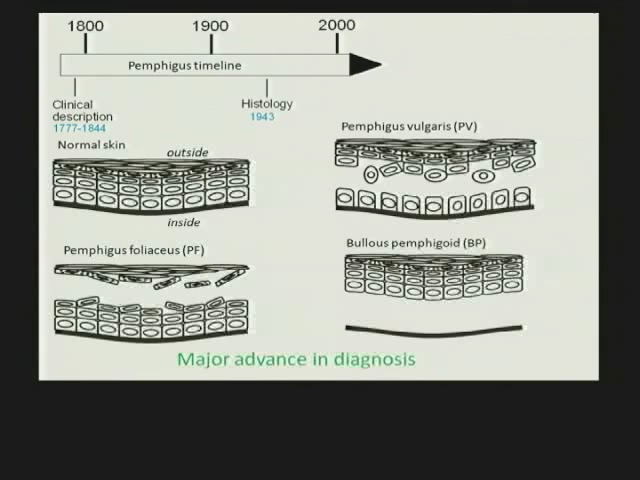 1800 1900 2000
Pemphigus timeline
Clinical
description
1777-1844
Histology
1943
Normal skin
outside
inside
Pemphigus vulgaris (PV)
Pemphigus foliaceus (PF)
Bullous pemphigoid (BP)
Major advance in diagnosis